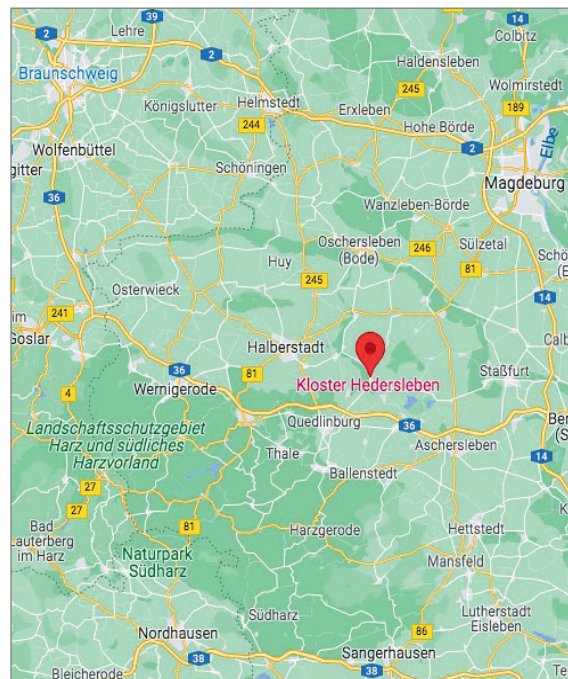 39
14
2
Lehre
Colbitz
2
Haldensleben
Braunschweig
245
Wolmirstedt
Königslutter
Helmstedt
Erxleben
189
244
Hohe Börde
Wolfenbüttel
2
Elbe
gitter
Schöningen
Magdeburg
36
Wanzleben-Börde
Oschersleben
(Bode)
246
Sülzetal
Huy
81
245
Osterwieck
14
im
241
Goslar
Calb
Halberstadt
36
81
Staßfurt
Wernigerode
Kloster Hedersleben
4
Quedlinburg
36
Landschaftsschutzgebiet
Harz und südliches
Harzvorland
Aschersleben
14
Thale
Ballenstedt
27
27
81
Harzgerode
Hettstedt
Bad
Lauterberg
im Harz
Naturpark
Südharz
Mansfeld
Südharz
Lutherstadt
Eisleben
Nordhausen
86
Sangerhausen
38
38
Bleicherode